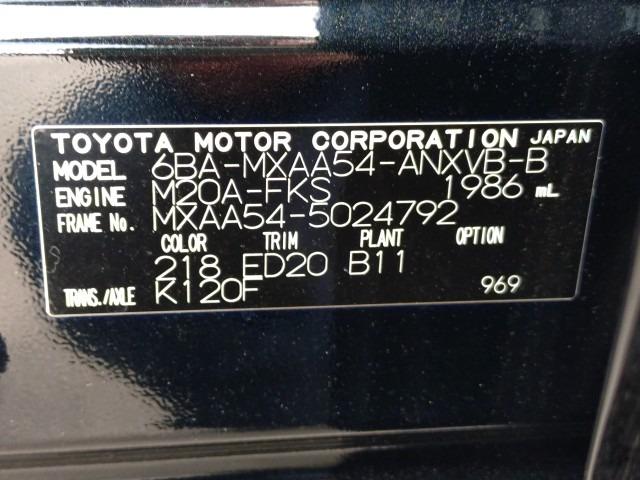 TOYOTA MOTOR CORPORATION JAPAN
MODEL 6BA-MXAA54-ANXVB-B
ENGINE M20A-FKS 1986 mL
FRAME No. MXAA54-5024792
COLOR TRIM PLANT OPTION
218 ED20 B11
TRANS./AXLE K120F 969